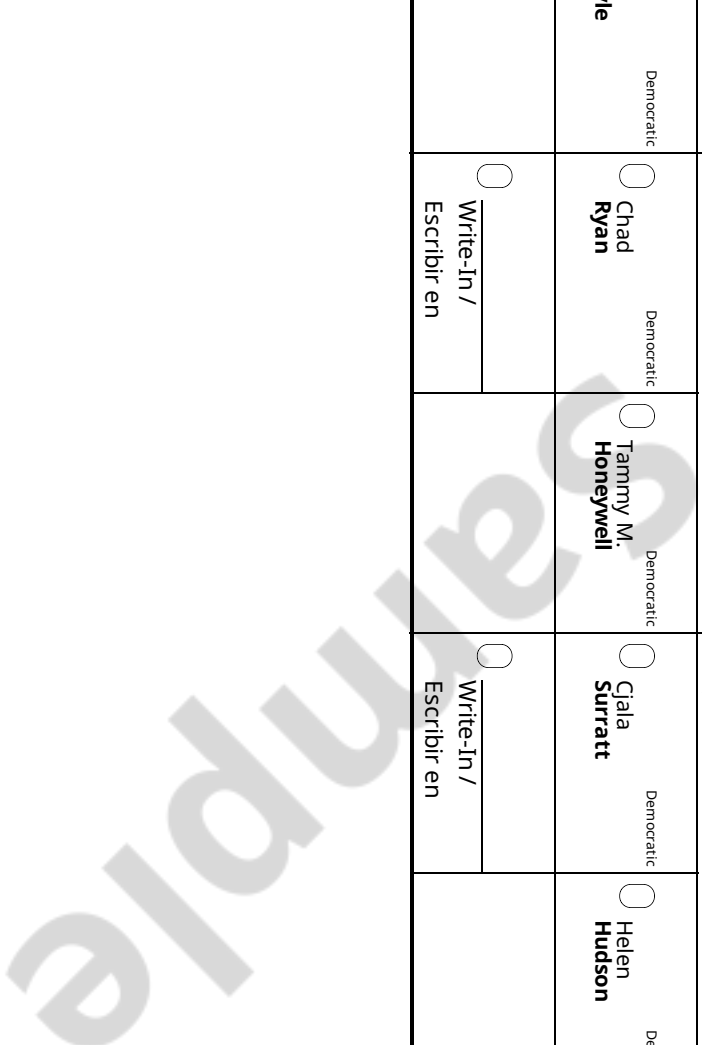 Democratic
Chad
Ryan
Democratic
Tammy M.
Honeywell
Democratic
Cjala
Surratt
Democratic
Helen
Hudson
Write-In /
Escribir en
Write-In /
Escribir en
sample